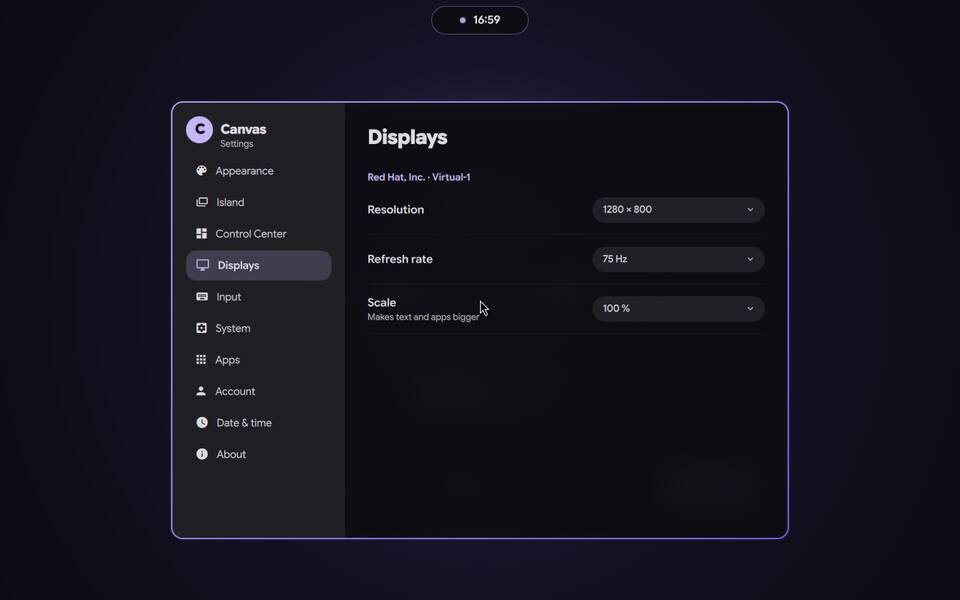 16:59
C
Canvas
Settings
Appearance
Island
Control Center
Displays
Input
System
Apps
Account
Date & time
About
Displays
Red Hat, Inc. · Virtual-1
Resolution
1280 × 800
Refresh rate
75 Hz
Scale
Makes text and apps bigger
100 %